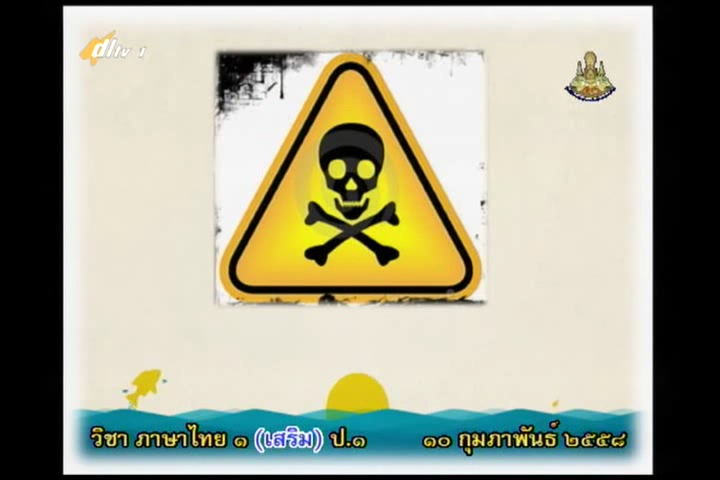 dltv 1
วิชา ภาษาไทย ๑ (เสริม) ป.๑ ๑๐ กุมภาพันธ์ ๒๕๕๘